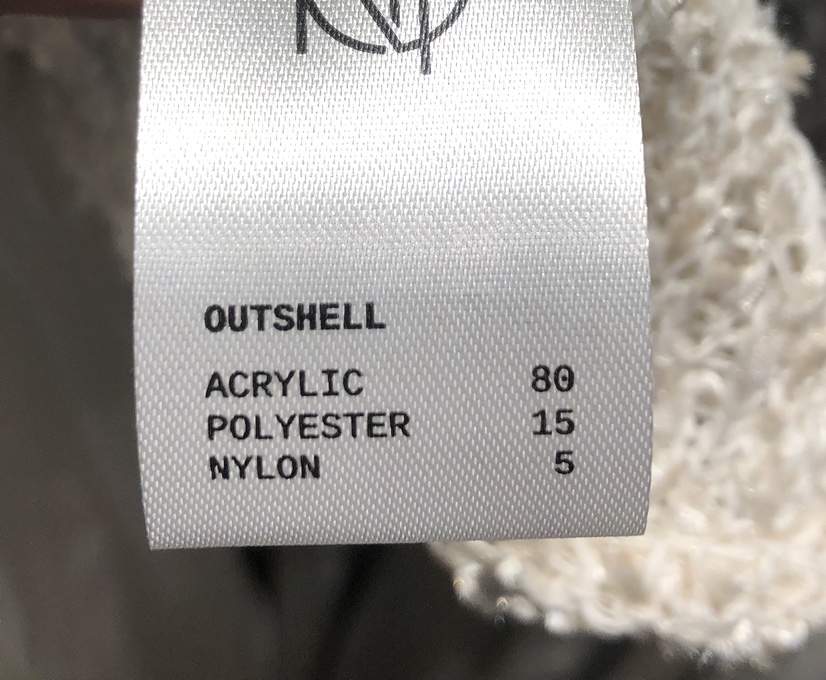 OUTSHELL
ACRYLIC 80
POLYESTER 15
NYLON 5